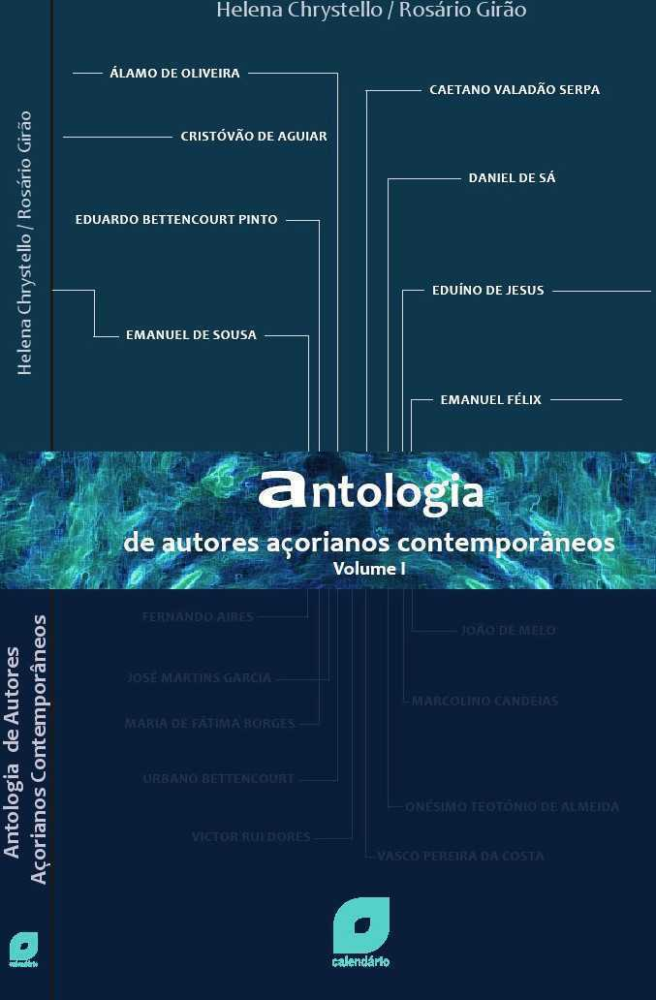 Helena Chrystello / Rosário Girão
Helena Chrystello / Rosário Girão
ÁLAMO DE OLIVEIRA
CAETANO VALADÃO SERPA
CRISTÓVÃO DE AGUIAR
DANIEL DE SÁ
EDUARDO BETTENCOURT PINTO
EDUÍNO DE JESUS
EMANUEL DE SOUSA
EMANUEL FÉLIX
antologia
de autores açorianos contemporâneos
Volume I
FERNANDO AIRES
JOÃO DE MELO
JOSÉ MARTINS GARCIA
MARCOLINO CANDEIAS
MARIA DE FÁTIMA BORGES
URBANO BETTENCOURT
ONÉSIMO TEOTÓNIO DE ALMEIDA
VICTOR RUI DORES
VASCO PEREIRA DA COSTA
Antologia de Autores
Açorianos Contemporâneos
calendário
calendário